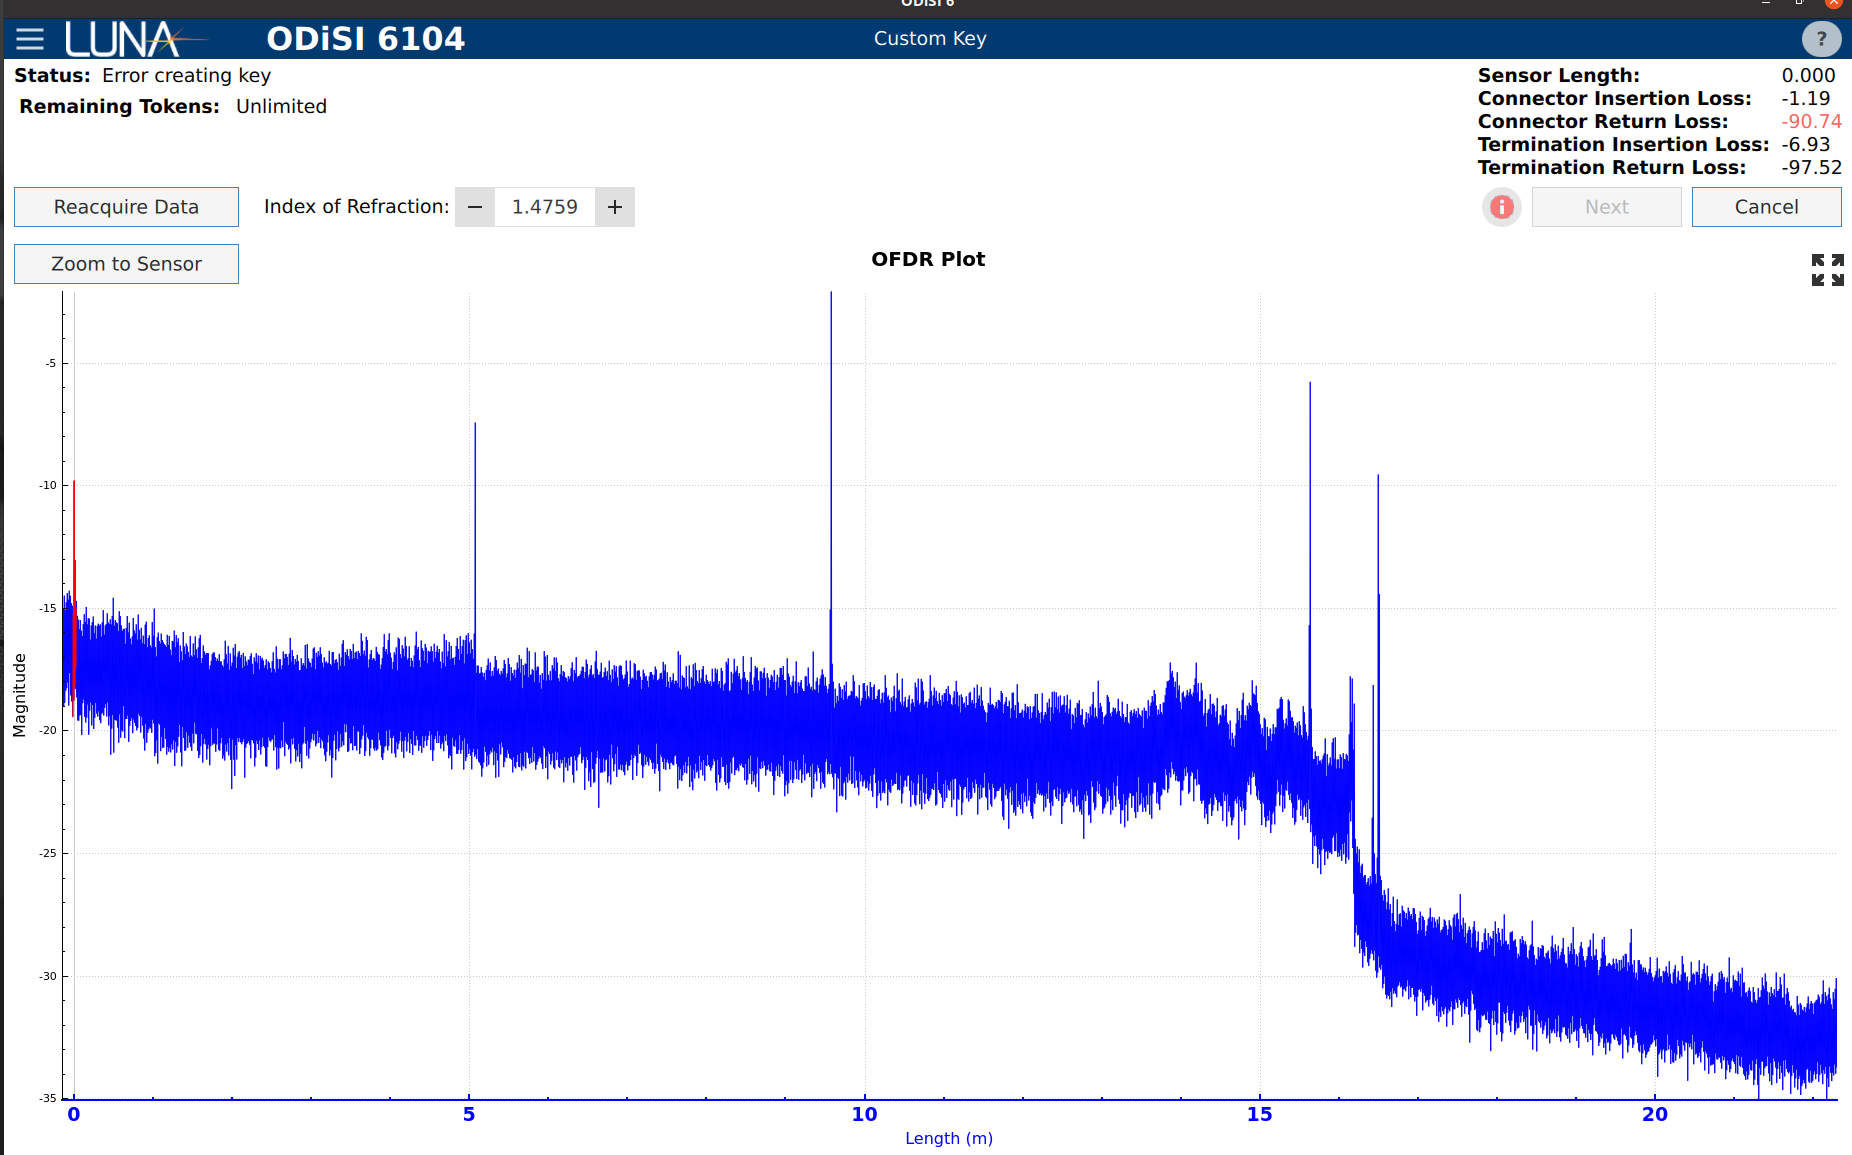 ODiSI 6
LUNA ODiSI 6104 Custom Key ?
Status: Error creating key
Remaining Tokens: Unlimited
Sensor Length: 0.000
Connector Insertion Loss: -1.19
Connector Return Loss: -90.74
Termination Insertion Loss: -6.93
Termination Return Loss: -97.52
Reacquire Data Index of Refraction: − 1.4759 + i Next Cancel
Zoom to Sensor
OFDR Plot
Magnitude
-5
-10
-15
-20
-25
-30
-35
0 5 10 15 20
Length (m)